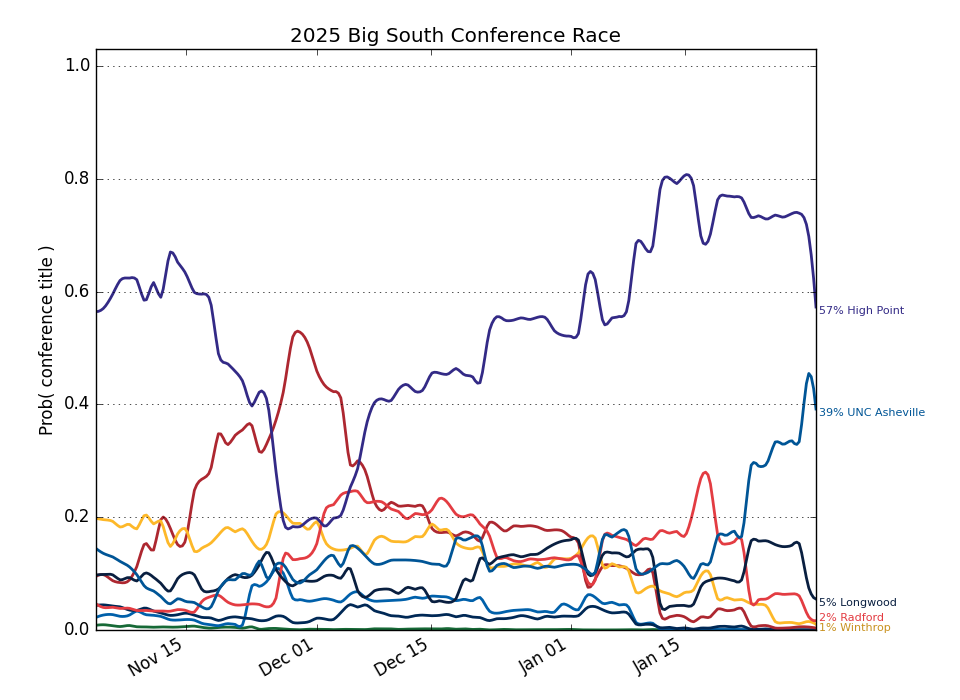 2025 Big South Conference Race
Prob( conference title )
1.0
0.8
0.6
0.4
0.2
0.0
Nov 15
Dec 01
Dec 15
Jan 01
Jan 15
57% High Point
39% UNC Asheville
5% Longwood
2% Radford
1% Winthrop